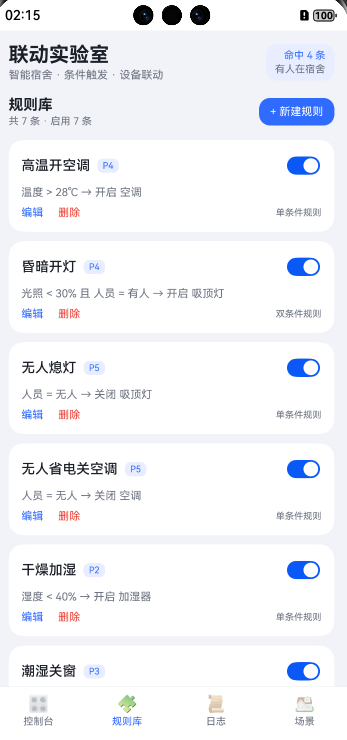 02:15
100
联动实验室
智能宿舍 · 条件触发 · 设备联动
命中 4 条
有人在宿舍
规则库
共 7 条 · 启用 7 条
+ 新建规则
高温开空调 P4
温度 > 28℃ → 开启 空调
编辑 删除 单条件规则
昏暗开灯 P4
光照 < 30% 且 人员 = 有人 → 开启 吸顶灯
编辑 删除 双条件规则
无人熄灯 P5
人员 = 无人 → 关闭 吸顶灯
编辑 删除 单条件规则
无人省电关空调 P5
人员 = 无人 → 关闭 空调
编辑 删除 单条件规则
干燥加湿 P2
湿度 < 40% → 开启 加湿器
编辑 删除 单条件规则
潮湿关窗 P3
控制台 规则库 日志 场景